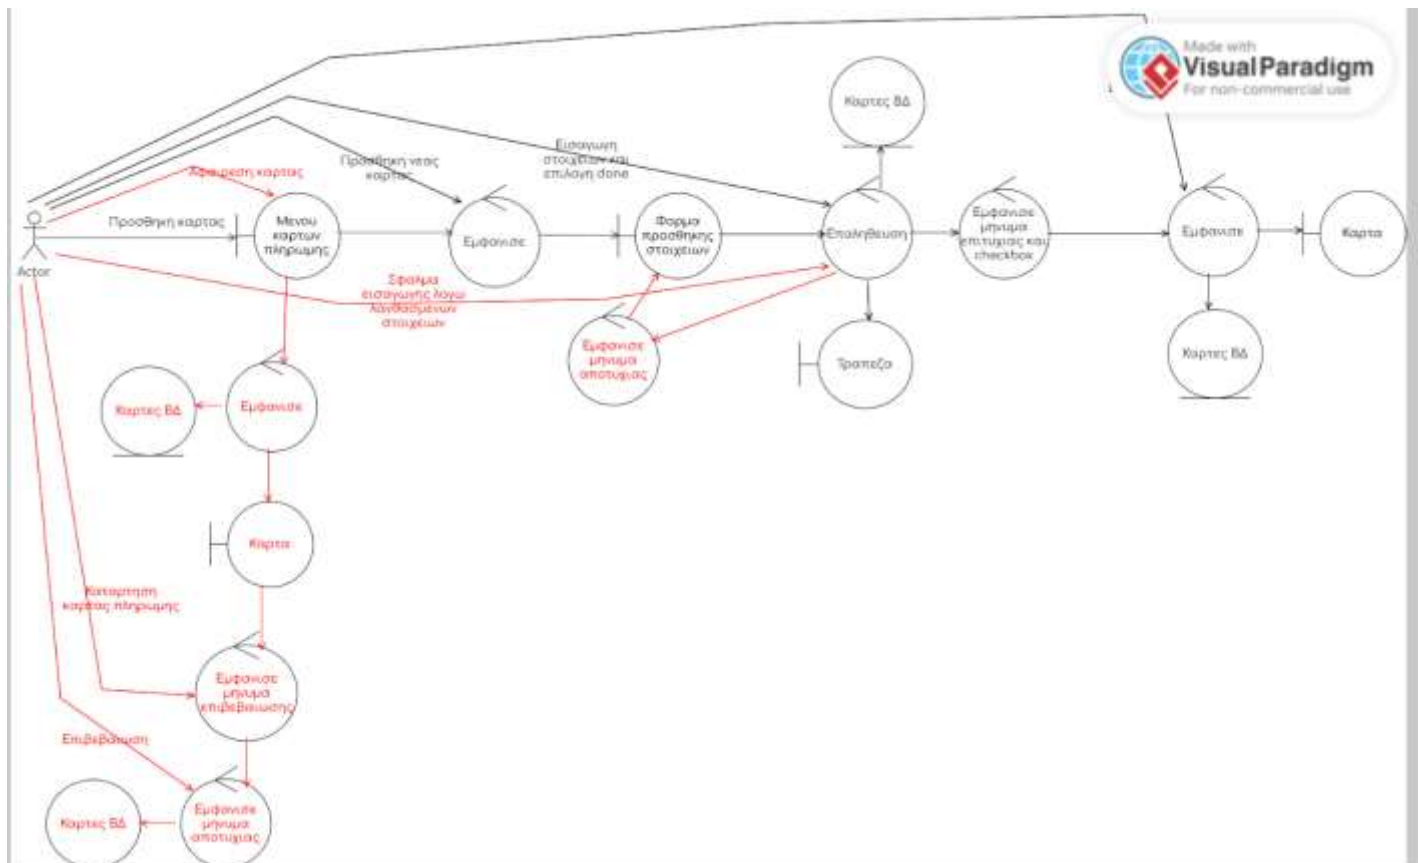 Made with
Visual Paradigm
For non-commercial use
Καρτες ΒΔ
Εισαγωγη
στοιχειων και
επιλογη done
Προσθηκη νεας
καρτας
Αφαιρεση καρτας
Προσθηκη καρτας
Actor
Μενου
καρτων
πληρωμης
Εμφανισε
Φορμα
προσθηκης
στοιχειων
Επαληθευση
Εμφανισε
μηνυμα
επιτυχιας και
checkbox
Εμφανισε
Καρτα
Σφαλμα
εισαγωγής λογω
λανθασμενων
στοιχειων
Εμφανισε
μηνυμα
αποτυχιας
Τραπεζα
Καρτες ΒΔ
Καρτες ΒΔ
Εμφανισε
Καρτα
Καταρτηση
καρτας πληρωμης
Εμφανισε
μηνυμα
επιβεβαιωσης
Επιβεβαιωση
Καρτες ΒΔ
Εμφανισε
μηνυμα
αποτυχιας